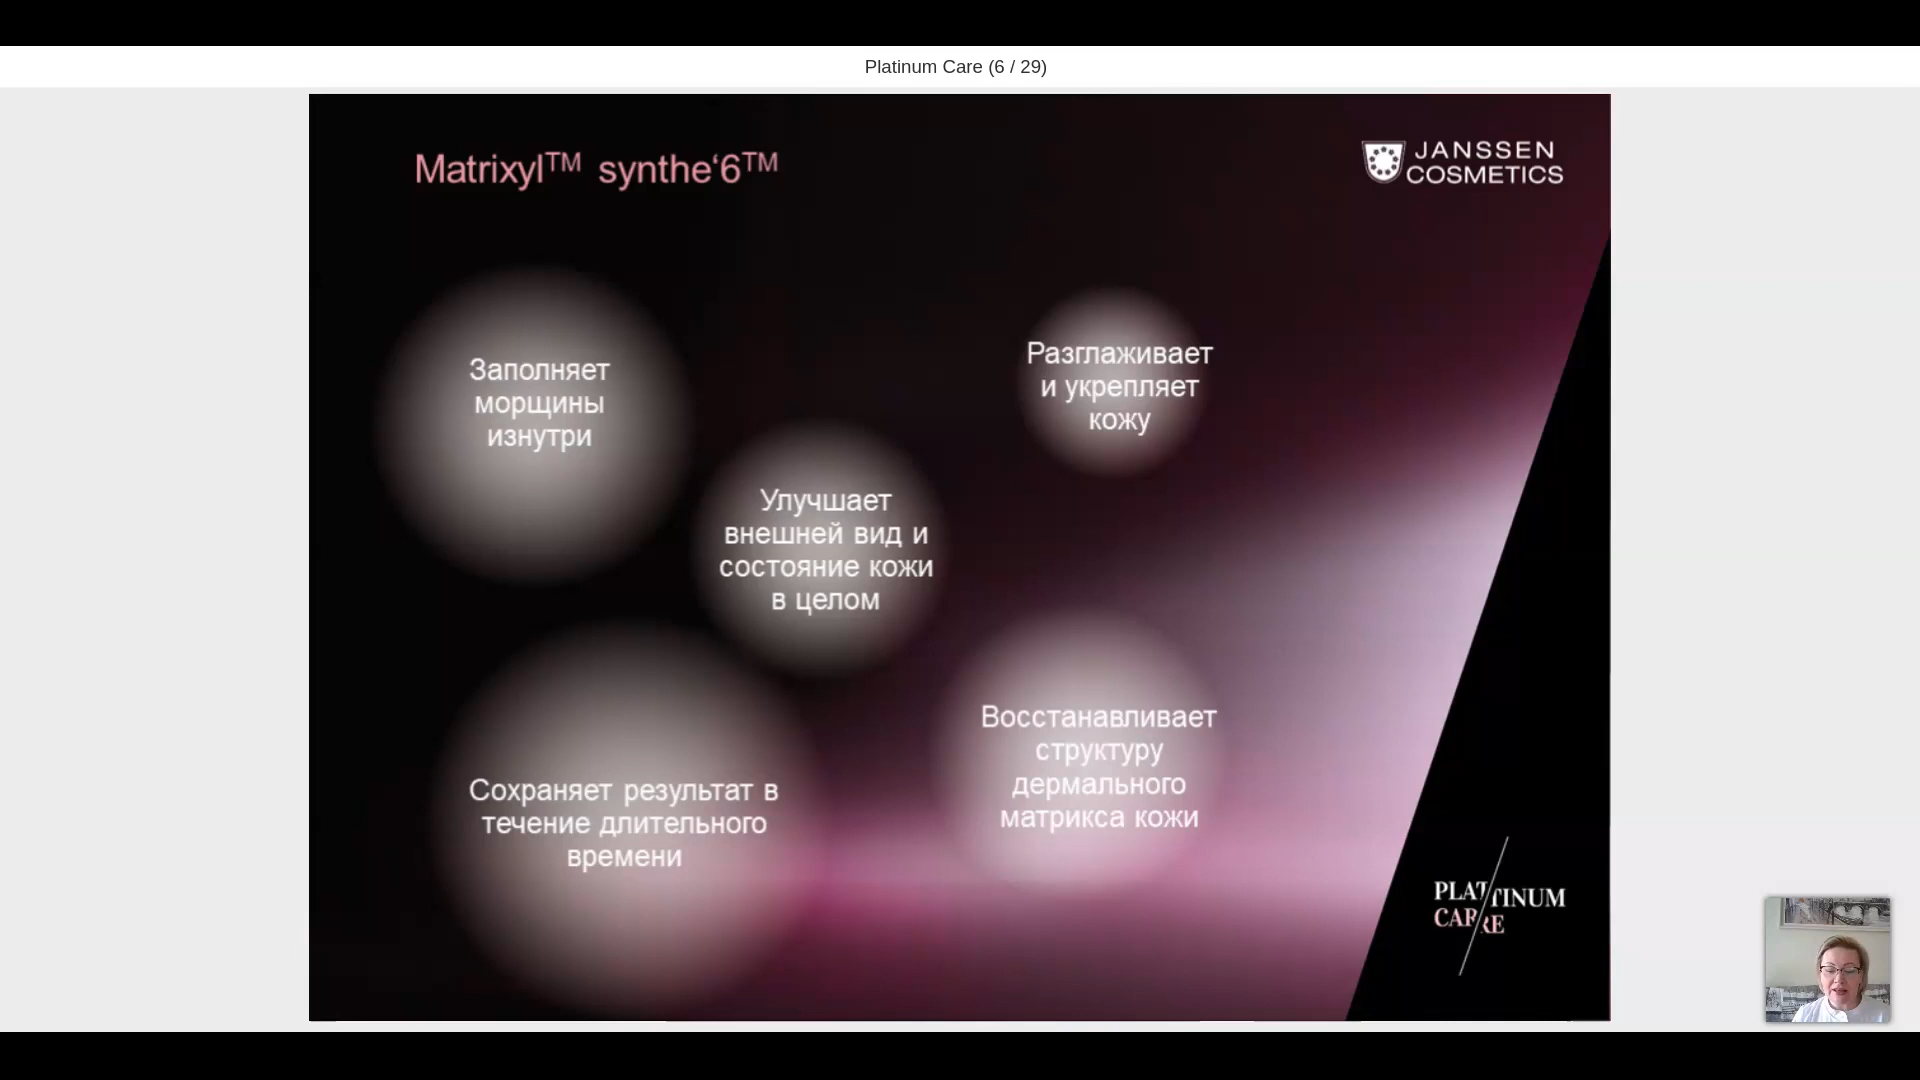 Platinum Care (6 / 29)
Matrixyl™ synthe‘6™
JANSSEN
COSMETICS
Заполняет
морщины
изнутри
Разглаживает
и укрепляет
кожу
Улучшает
внешней вид и
состояние кожи
в целом
Восстанавливает
структуру
дермального
матрикса кожи
Сохраняет результат в
течение длительного
времени
PLATINUM
CARE